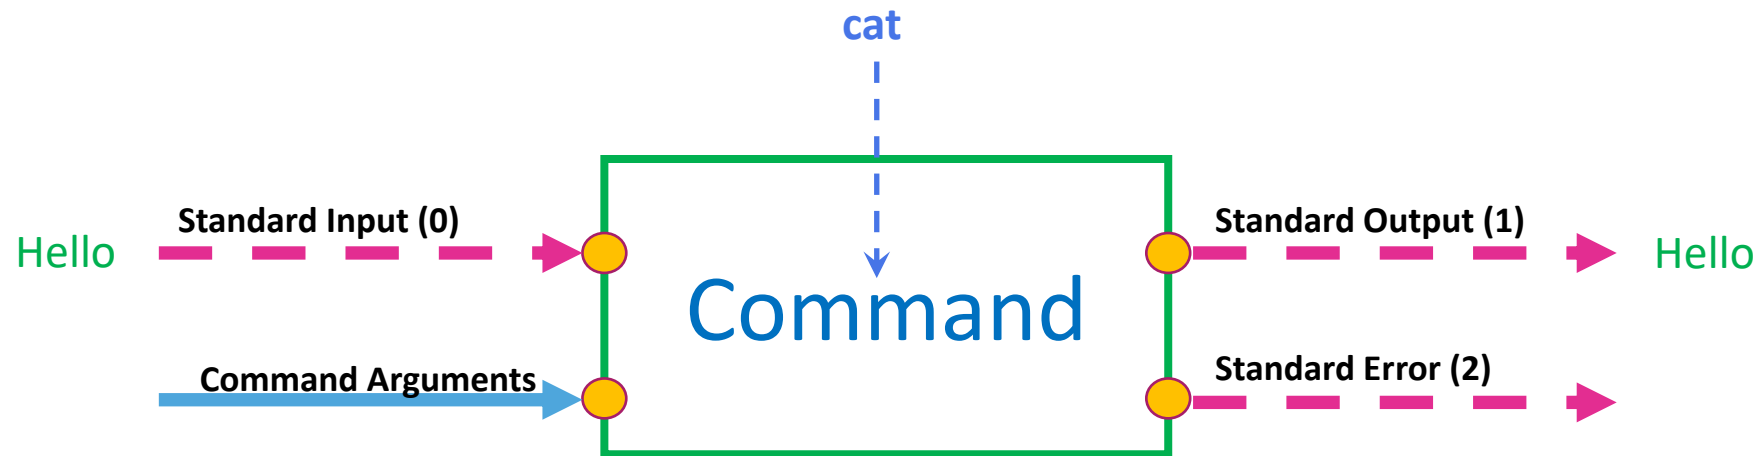 cat
Standard Input (0)
Standard Output (1)
Hello
Hello
Command
Command Arguments
Standard Error (2)